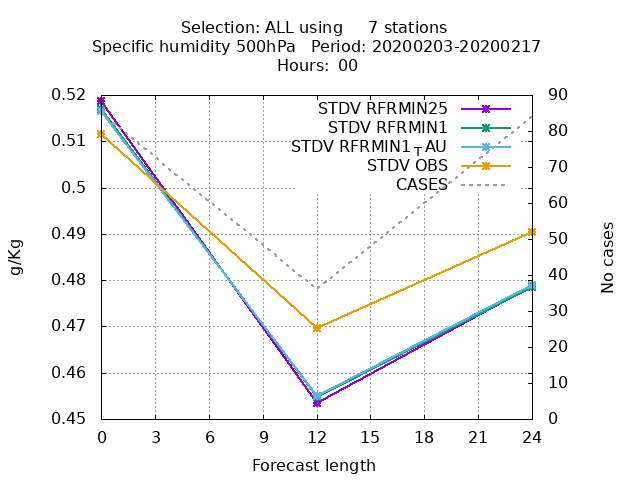 Selection: ALL using     7 stations
Specific humidity 500hPa   Period: 20200203-20200217
Hours:  00
0.52
0.51
0.5
0.49
0.48
0.47
0.46
0.45
g/Kg
STDV RFRMIN25
STDV RFRMIN1
STDV RFRMIN1TAU
STDV OBS
CASES
90
80
70
60
50
40
30
20
10
0
No cases
0 3 6 9 12 15 18 21 24
Forecast length